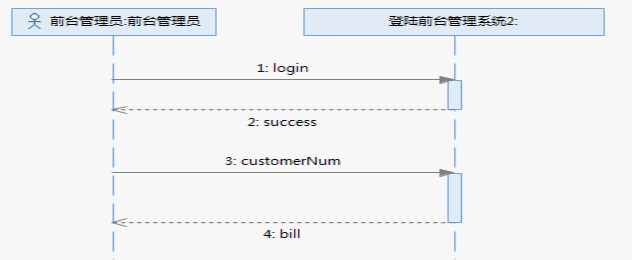 前台管理员:前台管理员
登陆前台管理系统2:
1: login
2: success
3: customerNum
4: bill